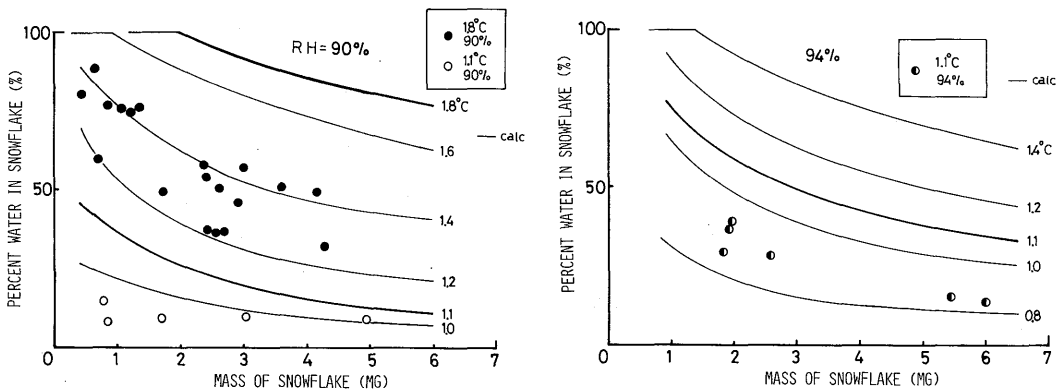 PERCENT WATER IN SNOWFLAKE (%)
100
50
0
RH = 90%
1.8°C
90%
1.1°C
90%
1.8°C
1.6
calc
1.4
1.2
1.1
1.0
0 1 2 3 4 5 6 7
MASS OF SNOWFLAKE (MG)
PERCENT WATER IN SNOWFLAKE (%)
100
50
0
94%
1.1°C
94%
calc
1.4°C
1.2
1.1
1.0
0.8
0 1 2 3 4 5 6 7
MASS OF SNOWFLAKE (MG)